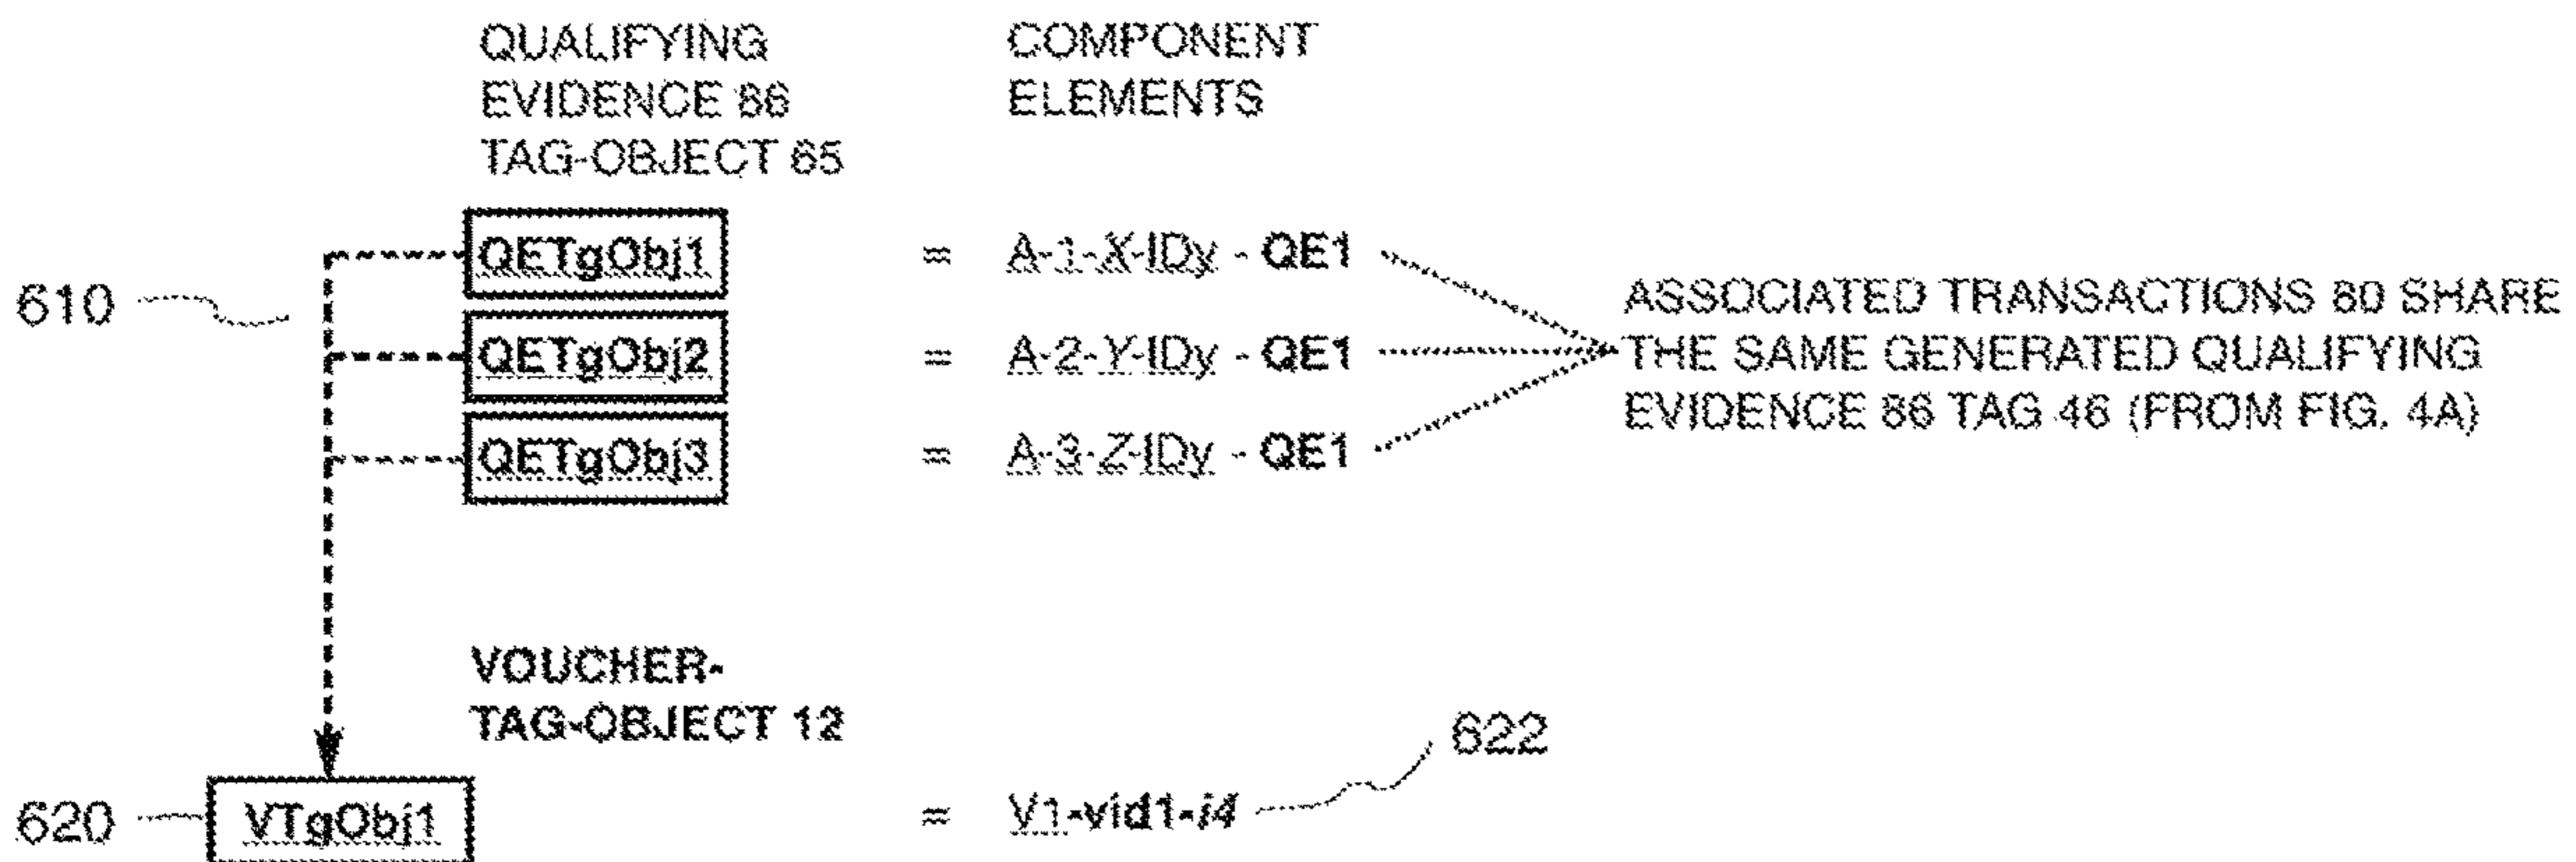 QUALIFYING
EVIDENCE 86
TAG-OBJECT 65
COMPONENT
ELEMENTS
QETgObj1 = A-1-X-IDy - QE1
610
QETgObj2 = A-2-Y-IDy - QE1
QETgObj3 = A-3-Z-IDy - QE1
ASSOCIATED TRANSACTIONS 80 SHARE
THE SAME GENERATED QUALIFYING
EVIDENCE 86 TAG 46 (FROM FIG. 4A)
VOUCHER-
TAG-OBJECT 12
622
620 VTgObj1 = V1-vid1-i4